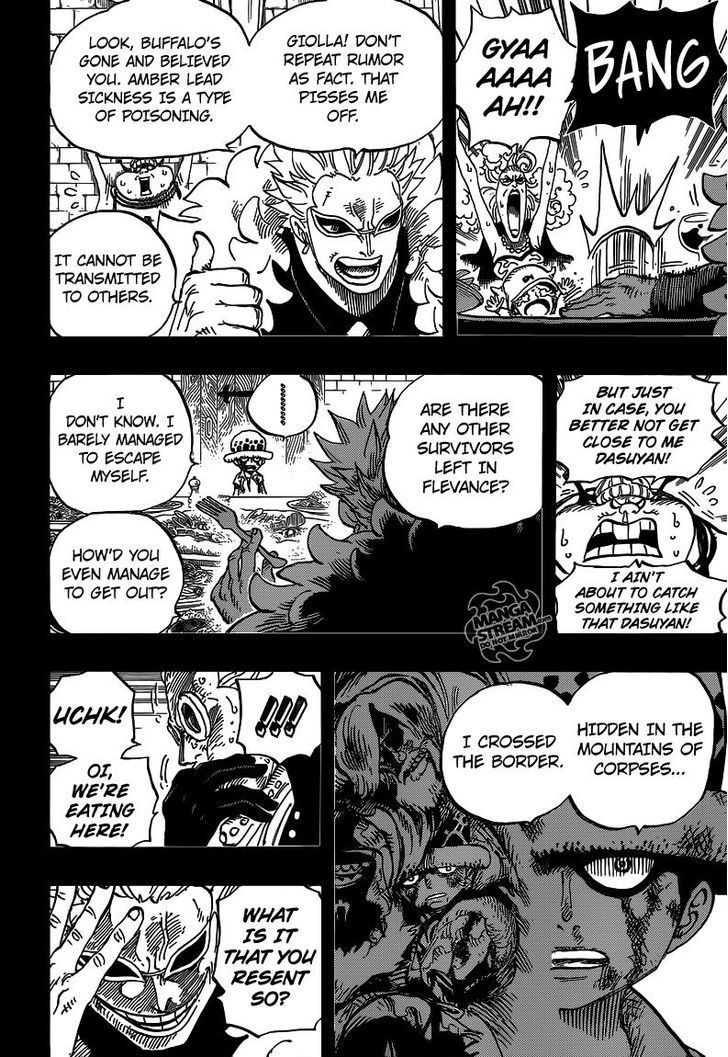 BANG
GYAA
AAAA
AH!!
GIOLLA! DON'T
REPEAT RUMOR
AS FACT. THAT
PISSES ME
OFF.
LOOK, BUFFALO'S
GONE AND BELIEVED
YOU. AMBER LEAD
SICKNESS IS A TYPE
OF POISONING.
IT CANNOT BE
TRANSMITTED
TO OTHERS.
BUT JUST
IN CASE, YOU
BETTER NOT GET
CLOSE TO ME
DASUYAN!
I AIN'T
ABOUT TO CATCH
SOMETHING LIKE
THAT DASUYAN!
ARE THERE
ANY OTHER
SURVIVORS
LEFT IN
FLEVANCE?
I
DON'T KNOW. I
BARELY MANAGED
TO ESCAPE
MYSELF.
HOW'D YOU
EVEN MANAGE
TO GET OUT?
MANGA
STREAM.COM
DO NOT MIRROR
HIDDEN IN THE
MOUNTAINS OF
CORPSES...
I CROSSED
THE BORDER.
!!!
UCHK!
OI,
WE'RE
EATING
HERE!
WHAT
IS IT
THAT YOU
RESENT
SO?